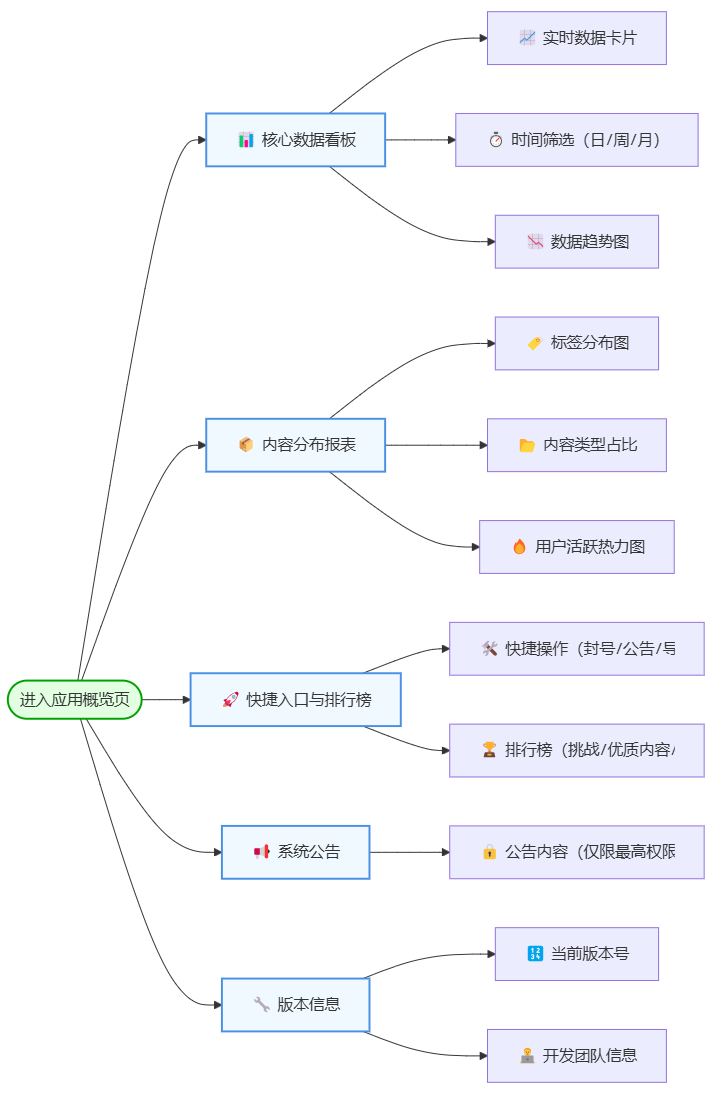 实时数据卡片
核心数据看板
时间筛选（日/周/月）
数据趋势图
标签分布图
内容分布报表
内容类型占比
用户活跃热力图
快捷操作（封号/公告/
进入应用概览页
快捷入口与排行榜
排行榜（挑战/优质内容/
系统公告
公告内容（仅限最高权限
当前版本号
版本信息
开发团队信息